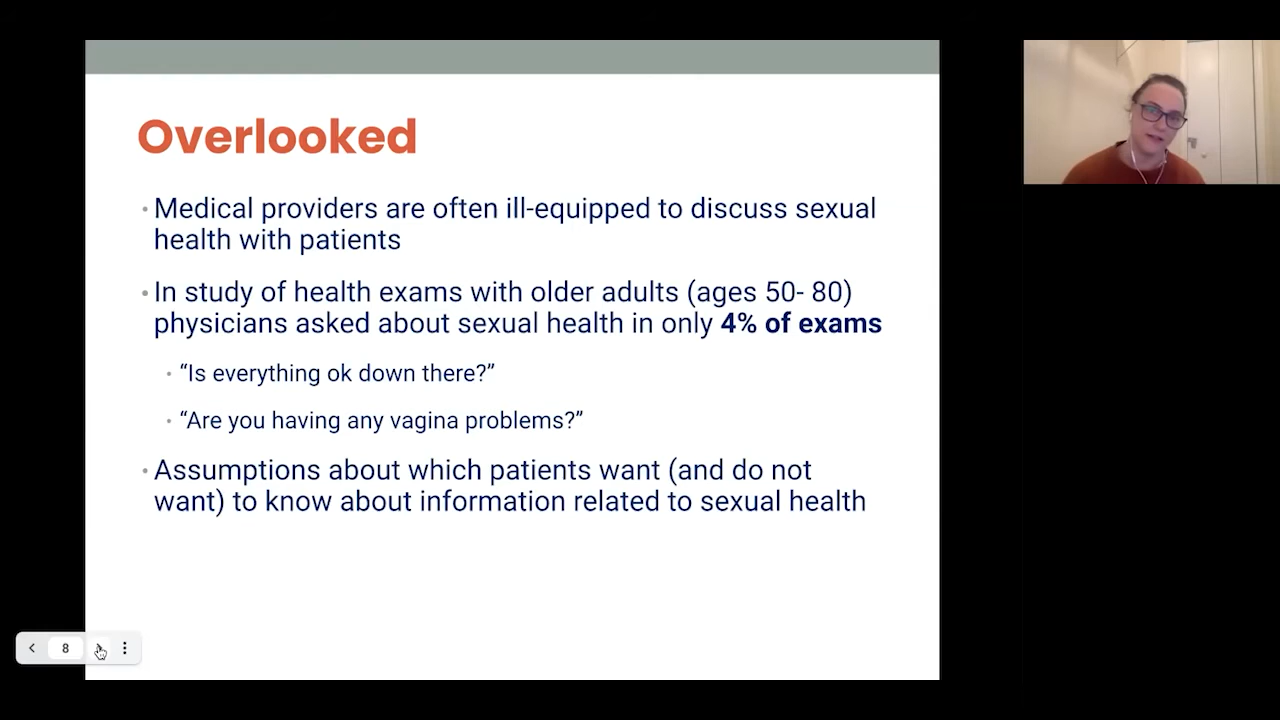 Overlooked
• Medical providers are often ill-equipped to discuss sexual
health with patients
• In study of health exams with older adults (ages 50- 80)
physicians asked about sexual health in only 4% of exams
• “Is everything ok down there?”
• “Are you having any vagina problems?”
• Assumptions about which patients want (and do not
want) to know about information related to sexual health
8